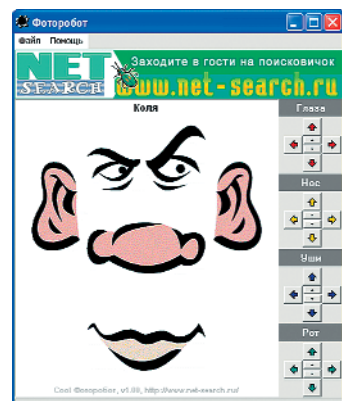 Фоторобот
Файл Помощь
NET
SEARCH
Заходите в гости на поисковичок
www.net-search.ru
Коля
Глаза
Нос
Уши
Рот
Cool Фоторобот, v1.00, http://www.net-search.ru/